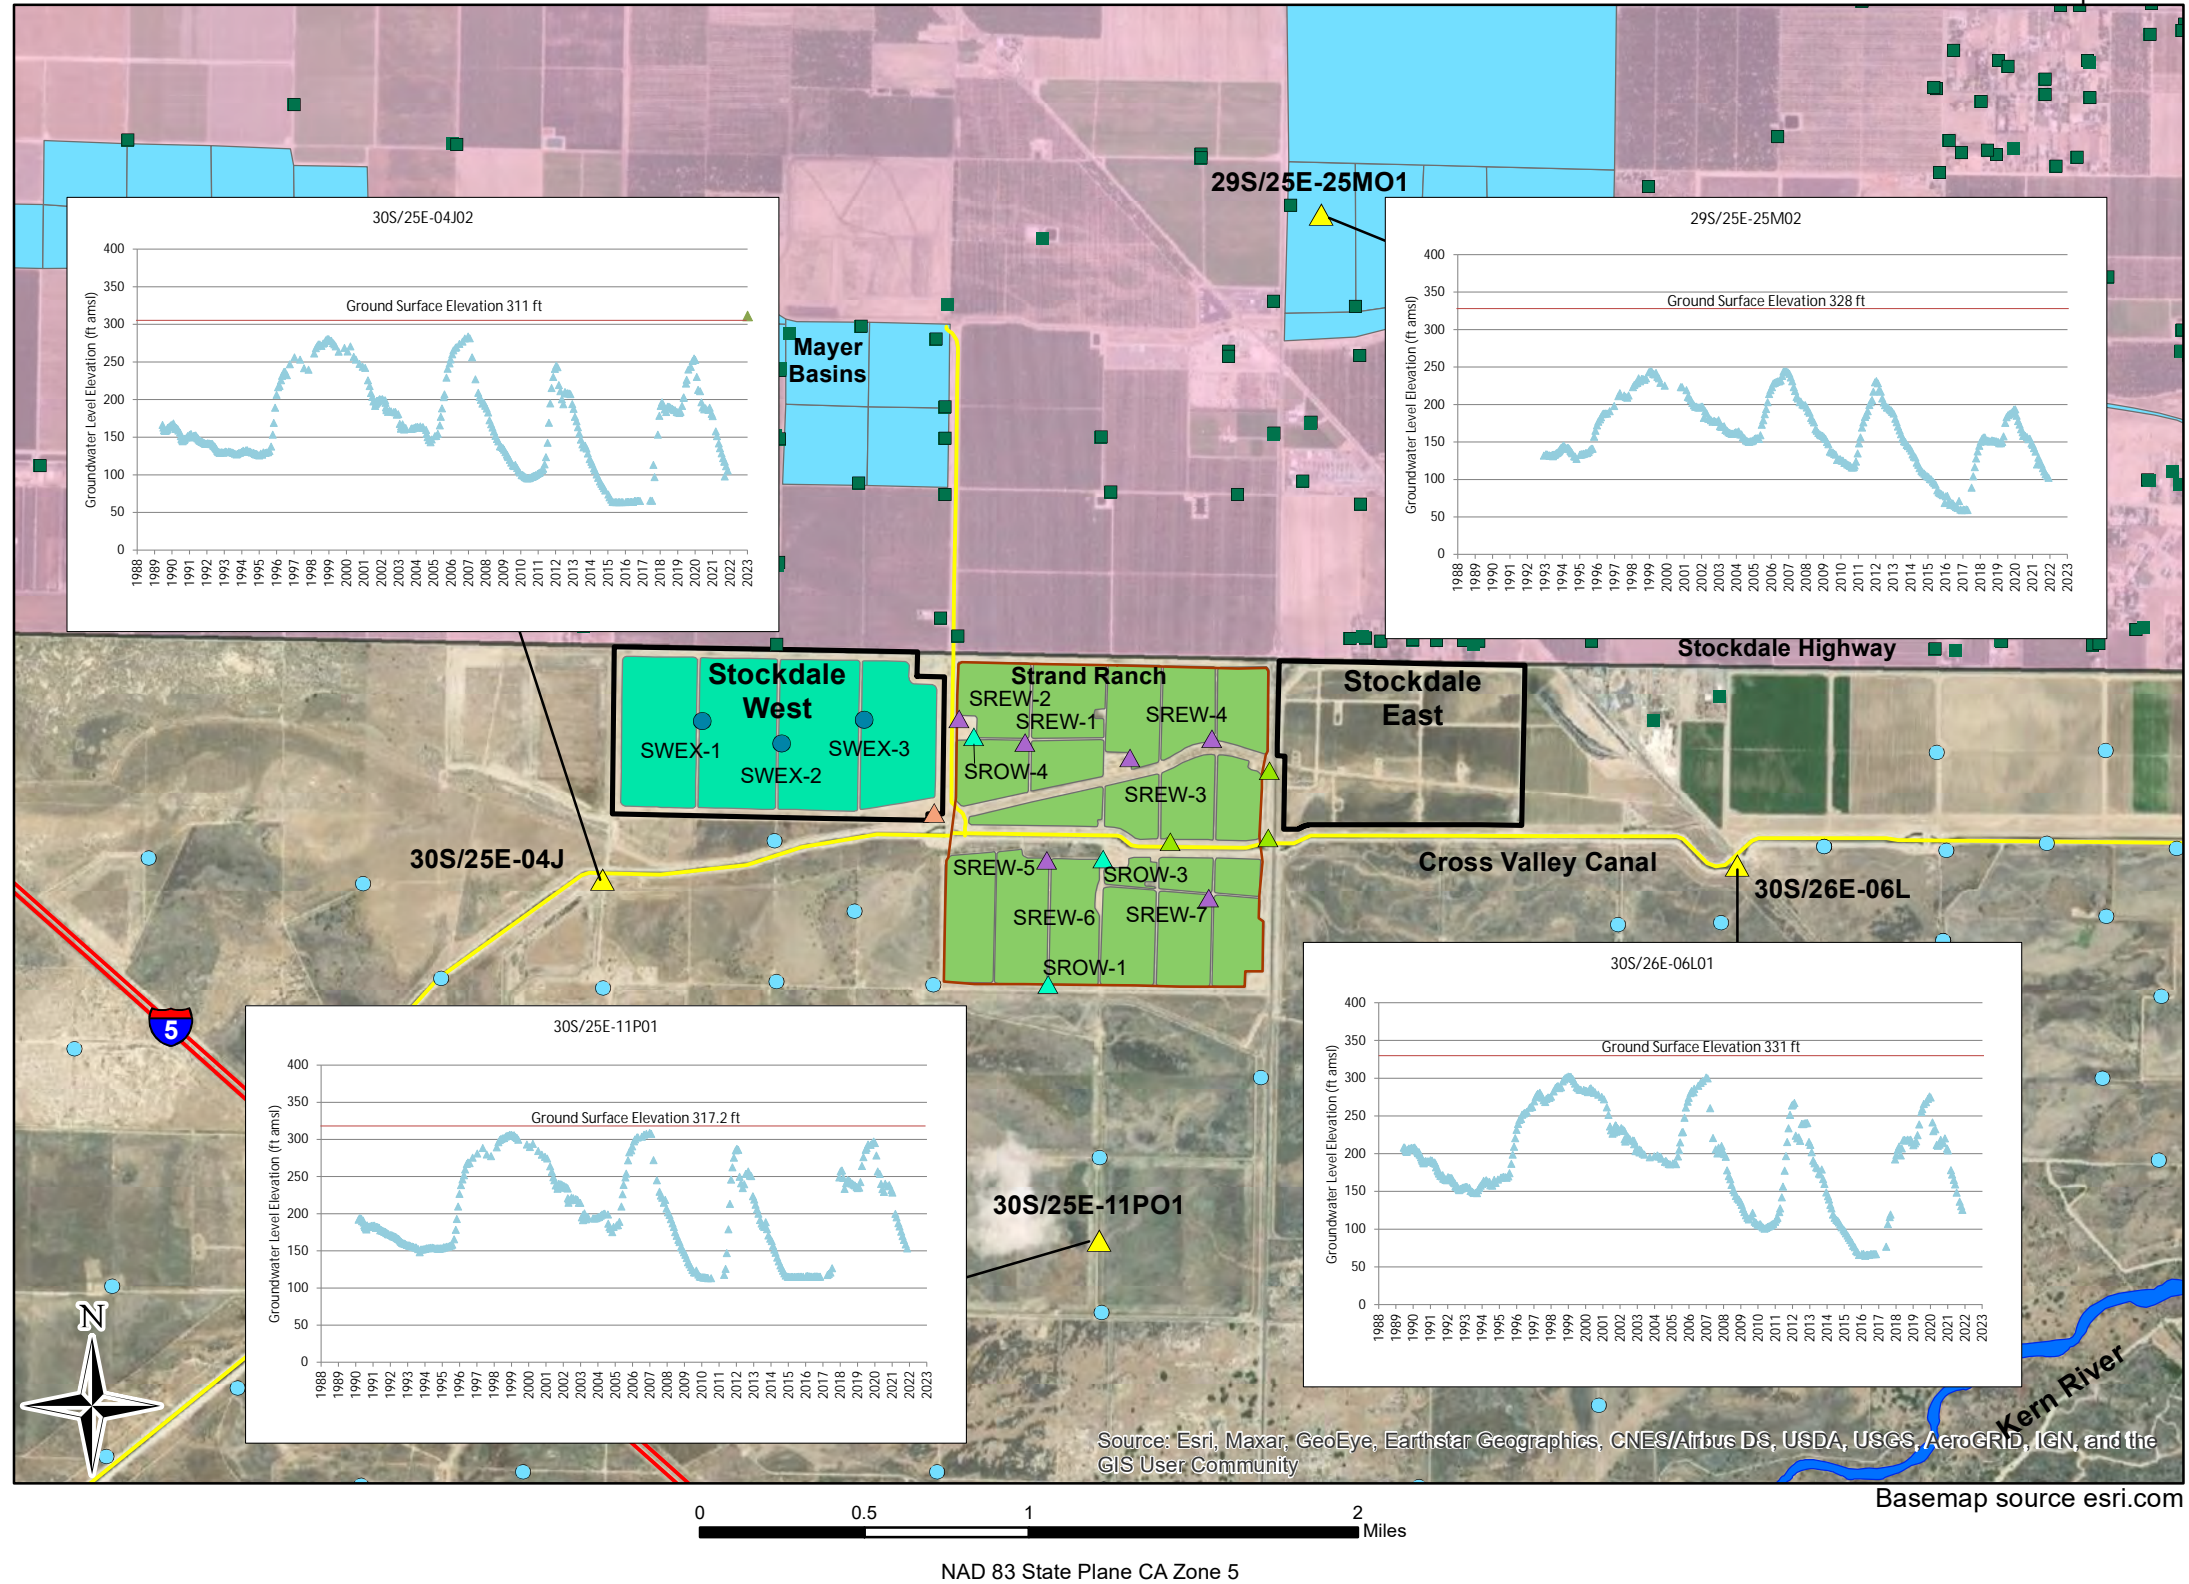 29S/25E-25MO1
30S/25E-04J02
400
350
300
250
200
150
100
50
0
Groundwater Level Elevation (ft amsl)
Ground Surface Elevation 311 ft
1988 1989 1990 1991 1992 1993 1994 1995 1996 1997 1998 1999 2000 2001 2002 2003 2004 2005 2006 2007 2008 2009 2010 2011 2012 2013 2014 2015 2016 2017 2018 2019 2020 2021 2022 2023
29S/25E-25M02
400
350
300
250
200
150
100
50
0
Groundwater Level Elevation (ft amsl)
Ground Surface Elevation 328 ft
1988 1989 1990 1991 1992 1993 1994 1995 1996 1997 1998 1999 2000 2001 2002 2003 2004 2005 2006 2007 2008 2009 2010 2011 2012 2013 2014 2015 2016 2017 2018 2019 2020 2021 2022 2023
Mayer
Basins
Stockdale Highway
Stockdale
West
SWEX-1
SWEX-2
SWEX-3
Strand Ranch
SREW-2
SREW-1
SREW-4
SROW-4
SREW-3
Stockdale
East
30S/25E-04J
SREW-5
SROW-3
SREW-6
SREW-7
SROW-1
Cross Valley Canal
30S/26E-06L
5
30S/25E-11P01
400
350
300
250
200
150
100
50
0
Groundwater Level Elevation (ft amsl)
Ground Surface Elevation 317.2 ft
1988 1989 1990 1991 1992 1993 1994 1995 1996 1997 1998 1999 2000 2001 2002 2003 2004 2005 2006 2007 2008 2009 2010 2011 2012 2013 2014 2015 2016 2017 2018 2019 2020 2021 2022 2023
30S/25E-11PO1
30S/26E-06L01
400
350
300
250
200
150
100
50
0
Groundwater Level Elevation (ft amsl)
Ground Surface Elevation 331 ft
1988 1989 1990 1991 1992 1993 1994 1995 1996 1997 1998 1999 2000 2001 2002 2003 2004 2005 2006 2007 2008 2009 2010 2011 2012 2013 2014 2015 2016 2017 2018 2019 2020 2021 2022 2023
N
Kern River
Source: Esri, Maxar, GeoEye, Earthstar Geographics, CNES/Airbus DS, USDA, USGS, AeroGRID, IGN, and the
GIS User Community
Basemap source esri.com
0 0.5 1 2
Miles
NAD 83 State Plane CA Zone 5